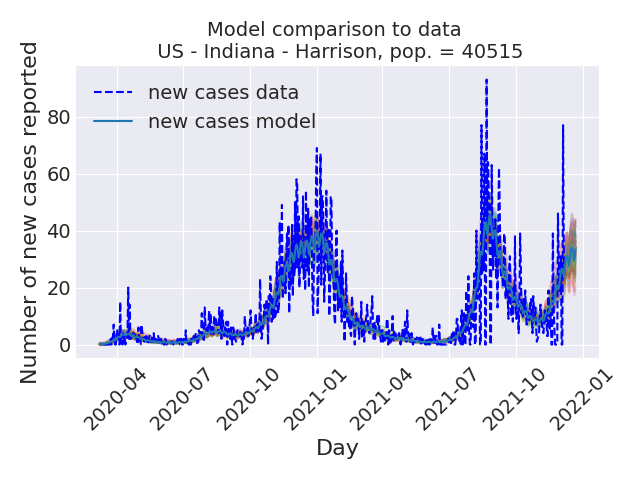 Model comparison to data
US - Indiana - Harrison, pop. = 40515
new cases data
new cases model
Number of new cases reported
80
60
40
20
0
2020-04
2020-07
2020-10
2021-01
2021-04
2021-07
2021-10
2022-01
Day